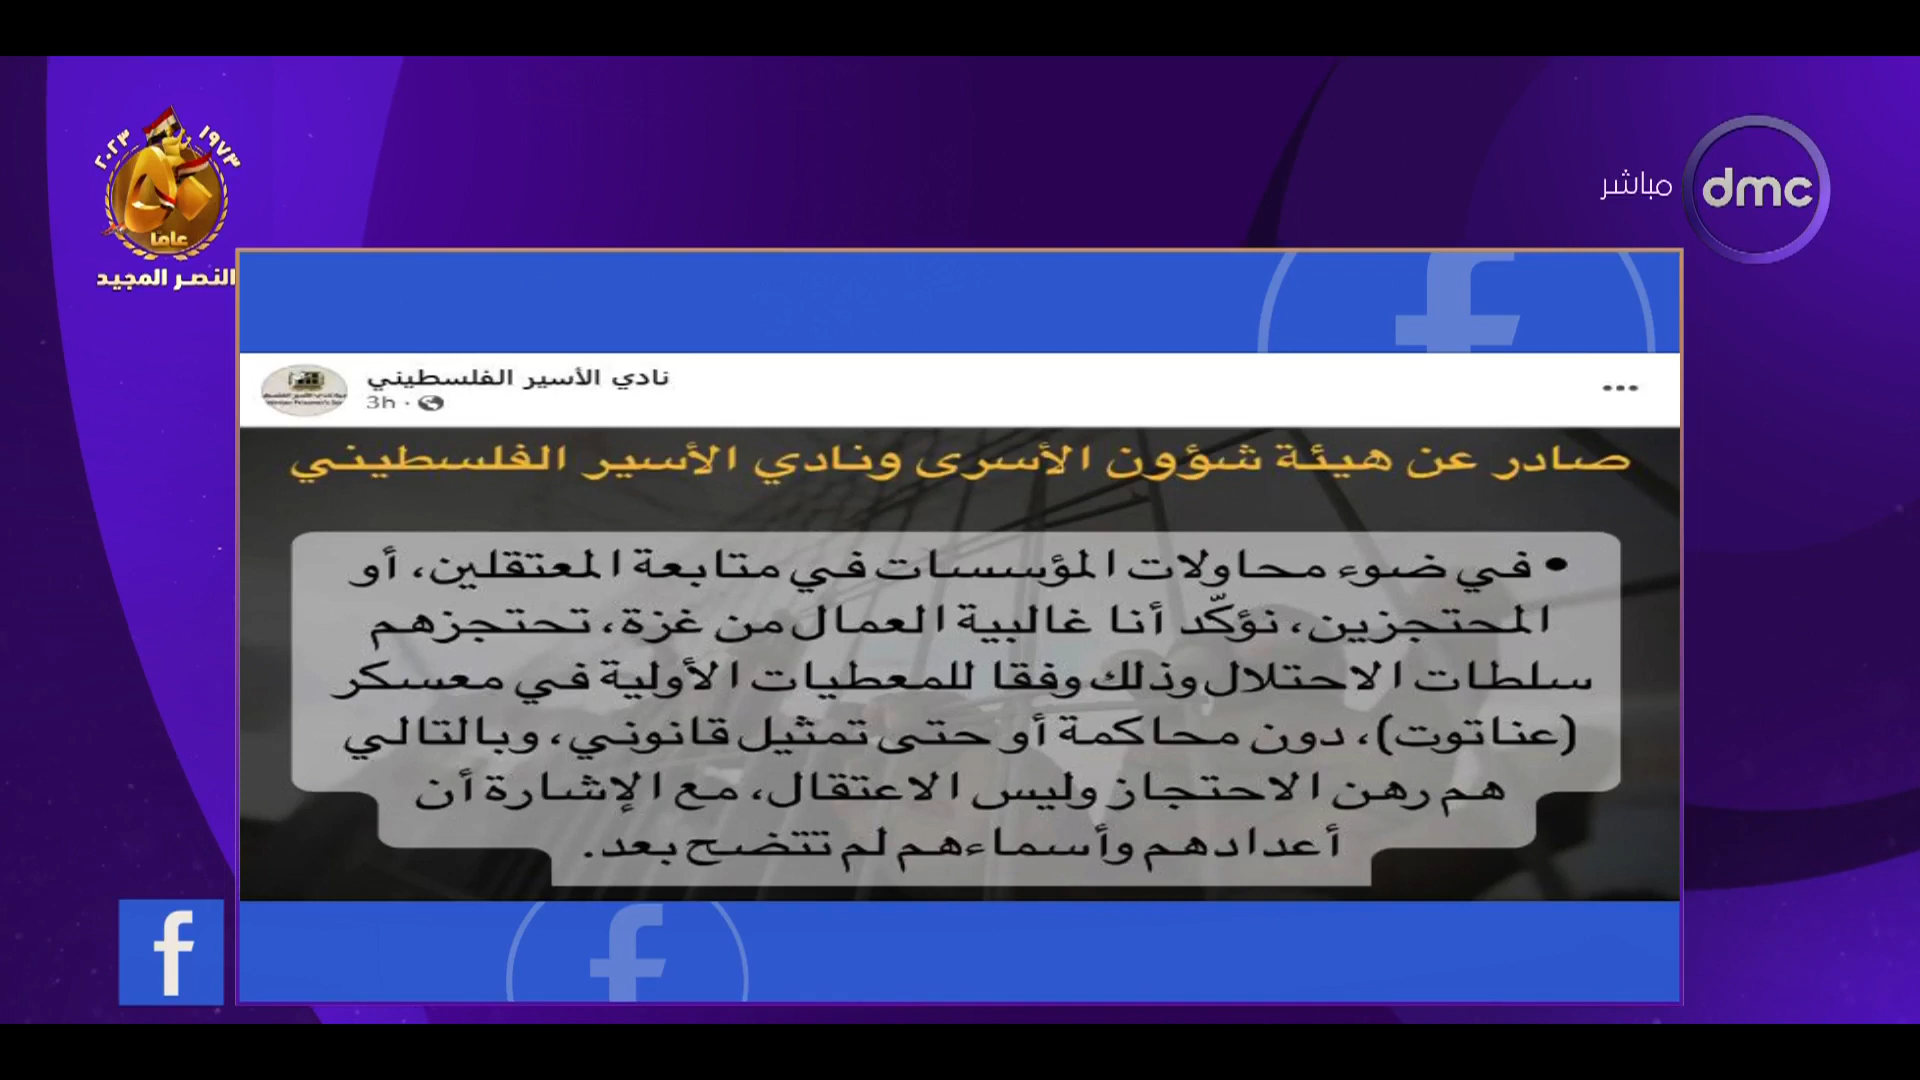 ١٩٧٣
٢٠٢٣
عامًا
النصر المجيد
مباشر
dmc
نادي الأسير الفلسطيني
3h ·
صادر عن هيئة شؤون الأسرى ونادي الأسير الفلسطيني
• في ضوء محاولات المؤسسات في متابعة المعتقلين، أو
المحتجزين، نؤكّد أنا غالبية العمال من غزة، تحتجزهم
سلطات الاحتلال وذلك وفقا للمعطيات الأولية في معسكر
(عناتوت)، دون محاكمة أو حتى تمثيل قانوني، وبالتالي
هم رهن الاحتجاز وليس الاعتقال، مع الإشارة أن
أعدادهم وأسماءهم لم تتضح بعد.